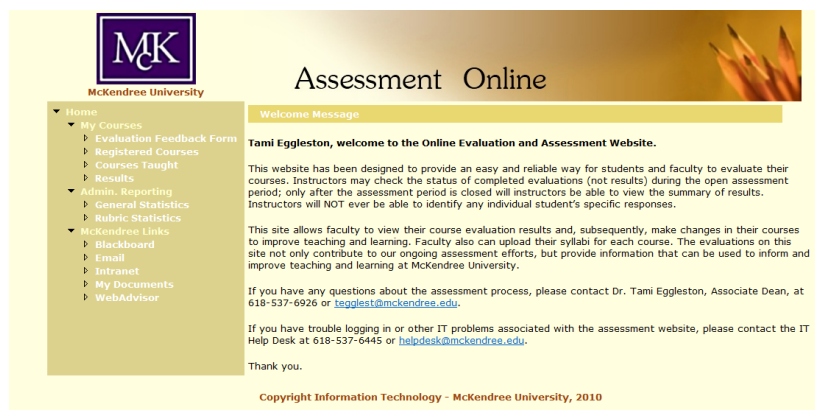 McK
McKendree University
Assessment Online
Home
My Courses
Evaluation Feedback Form
Registered Courses
Courses Taught
Results
Admin. Reporting
General Statistics
Rubric Statistics
McKendree Links
Blackboard
Email
Intranet
My Documents
WebAdvisor
Welcome Message
Tami Eggleston, welcome to the Online Evaluation and Assessment Website.
This website has been designed to provide an easy and reliable way for students and faculty to evaluate their
courses. Instructors may check the status of completed evaluations (not results) during the open assessment
period; only after the assessment period is closed will instructors be able to view the summary of results.
Instructors will NOT ever be able to identify any individual student's specific responses.
This site allows faculty to view their course evaluation results and, subsequently, make changes in their courses
to improve teaching and learning. Faculty also can upload their syllabi for each course. The evaluations on this
site not only contribute to our ongoing assessment efforts, but provide information that can be used to inform and
improve teaching and learning at McKendree University.
If you have any questions about the assessment process, please contact Dr. Tami Eggleston, Associate Dean, at
618-537-6926 or tegglest@mckendree.edu.
If you have trouble logging in or other IT problems associated with the assessment website, please contact the IT
Help Desk at 618-537-6445 or helpdesk@mckendree.edu.
Thank you.
Copyright Information Technology - McKendree University, 2010